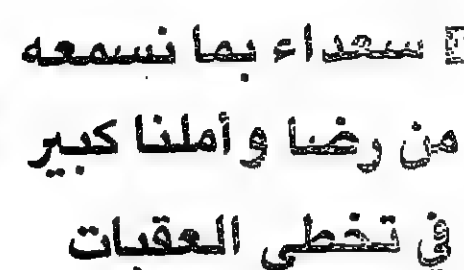 سعداء بما نسمعه
من رضا وأملنا كبير
في تخطي العقبات